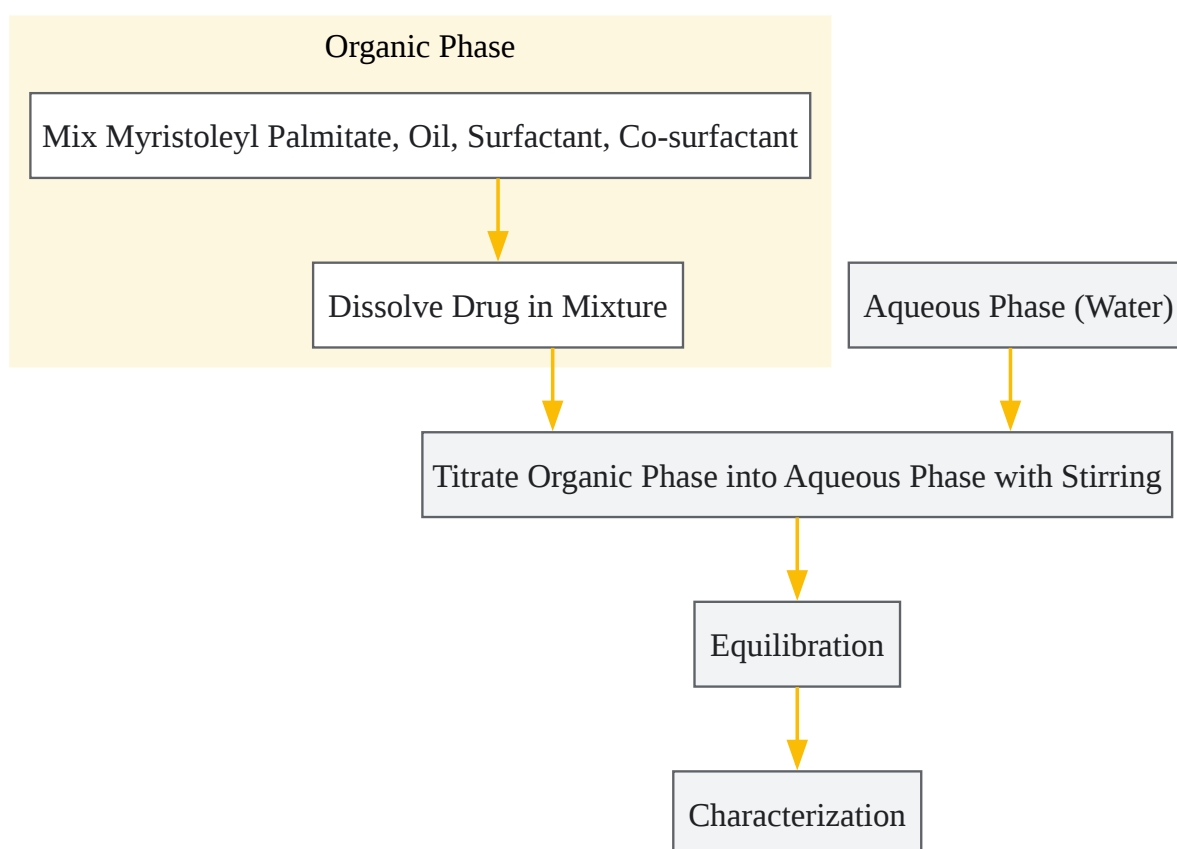 Organic Phase
Mix Myristoleyl Palmitate, Oil, Surfactant, Co-surfactant
Dissolve Drug in Mixture
Aqueous Phase (Water)
Titrate Organic Phase into Aqueous Phase with Stirring
Equilibration
Characterization